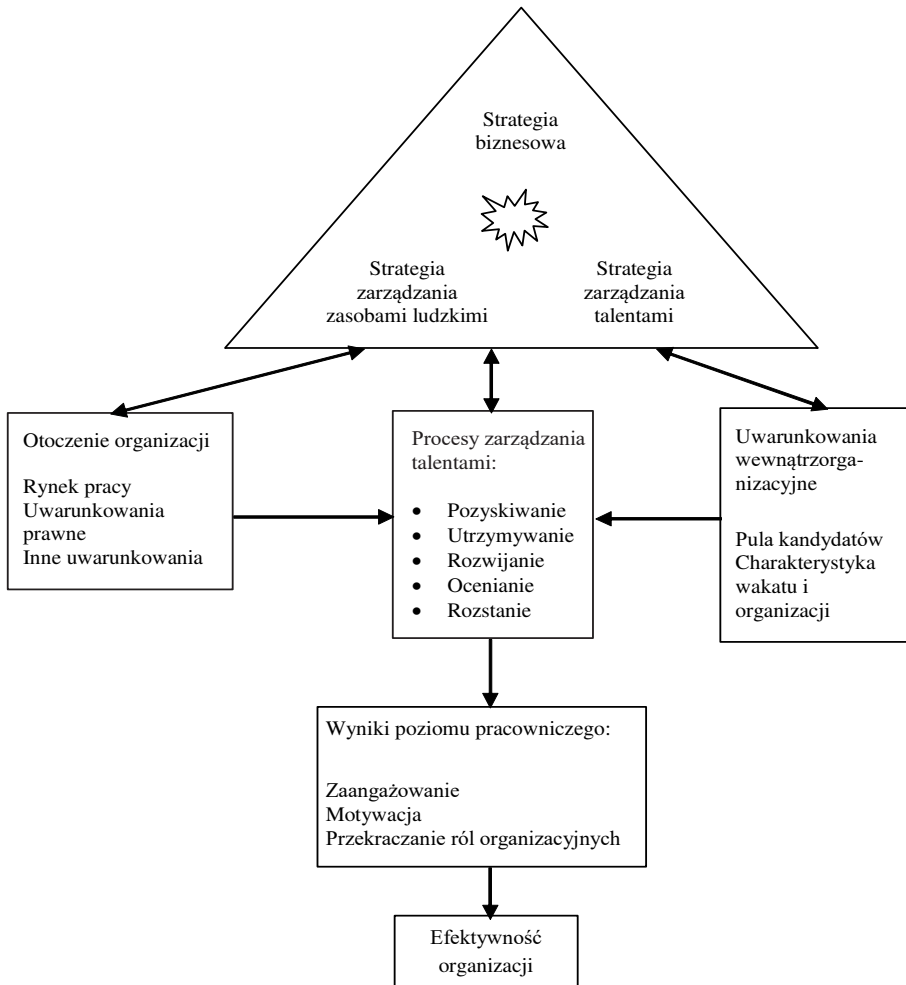 Strategia
biznesowa
Strategia
zarządzania
zasobami ludzkimi
Strategia
zarządzania
talentami
Otoczenie organizacji
Rynek pracy
Uwarunkowania
prawne
Inne uwarunkowania
Procesy zarządzania
talentami:
• Pozyskiwanie
• Utrzymywanie
• Rozwijanie
• Ocenianie
• Rozstanie
Uwarunkowania
wewnątrzorga-
nizacyjne
Pula kandydatów
Charakterystyka
wakatu i
organizacji
Wyniki poziomu pracowniczego:
Zaangażowanie
Motywacja
Przekraczanie ról organizacyjnych
Efektywność
organizacji